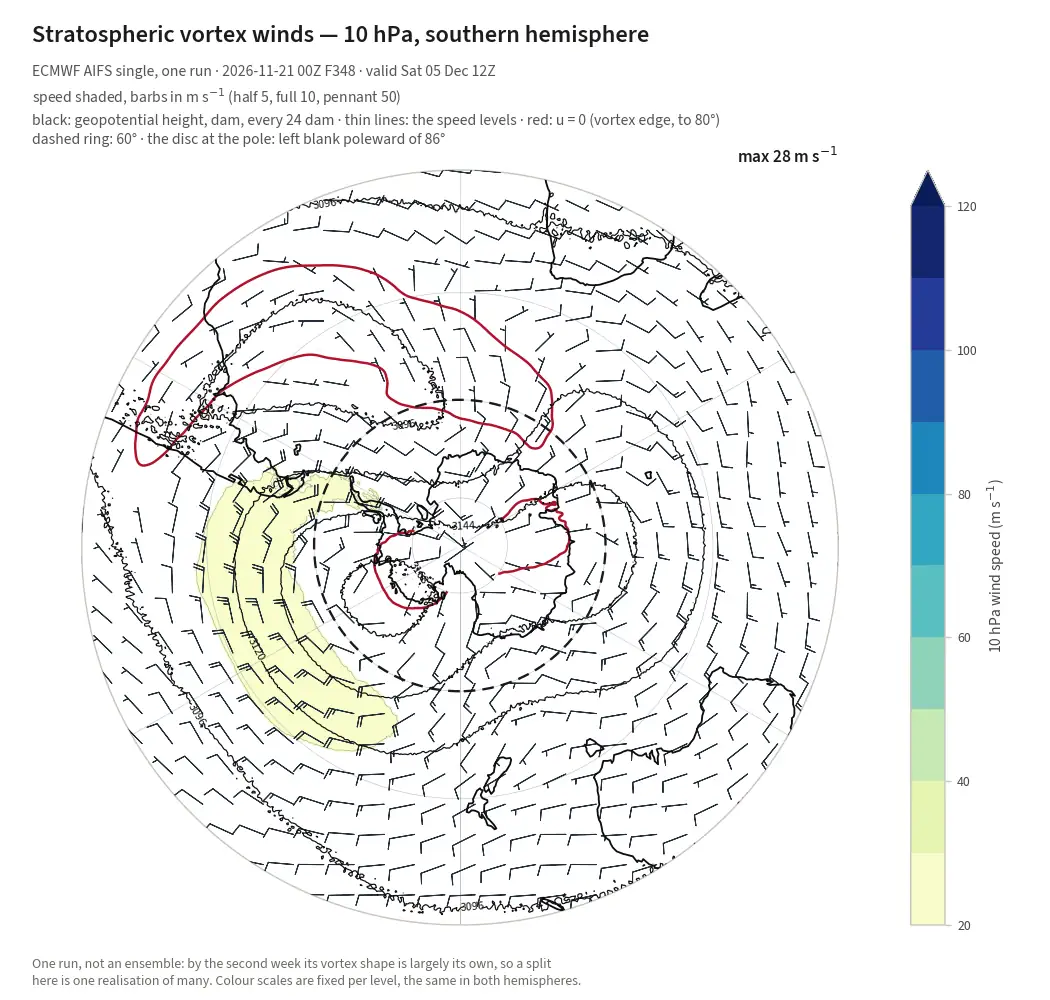 Stratospheric vortex winds — 10 hPa, southern hemisphere
ECMWF AIFS single, one run · 2026-11-21 00Z F348 · valid Sat 05 Dec 12Z
speed shaded, barbs in m s⁻¹ (half 5, full 10, pennant 50)
black: geopotential height, dam, every 24 dam · thin lines: the speed levels · red: u = 0 (vortex edge, to 80°)
dashed ring: 60° · the disc at the pole: left blank poleward of 86°
max 28 m s⁻¹
3096
3096
3144
3120
3096
3096
120
100
80
60
40
20
10 hPa wind speed (m s⁻¹)
One run, not an ensemble: by the second week its vortex shape is largely its own, so a split
here is one realisation of many. Colour scales are fixed per level, the same in both hemispheres.